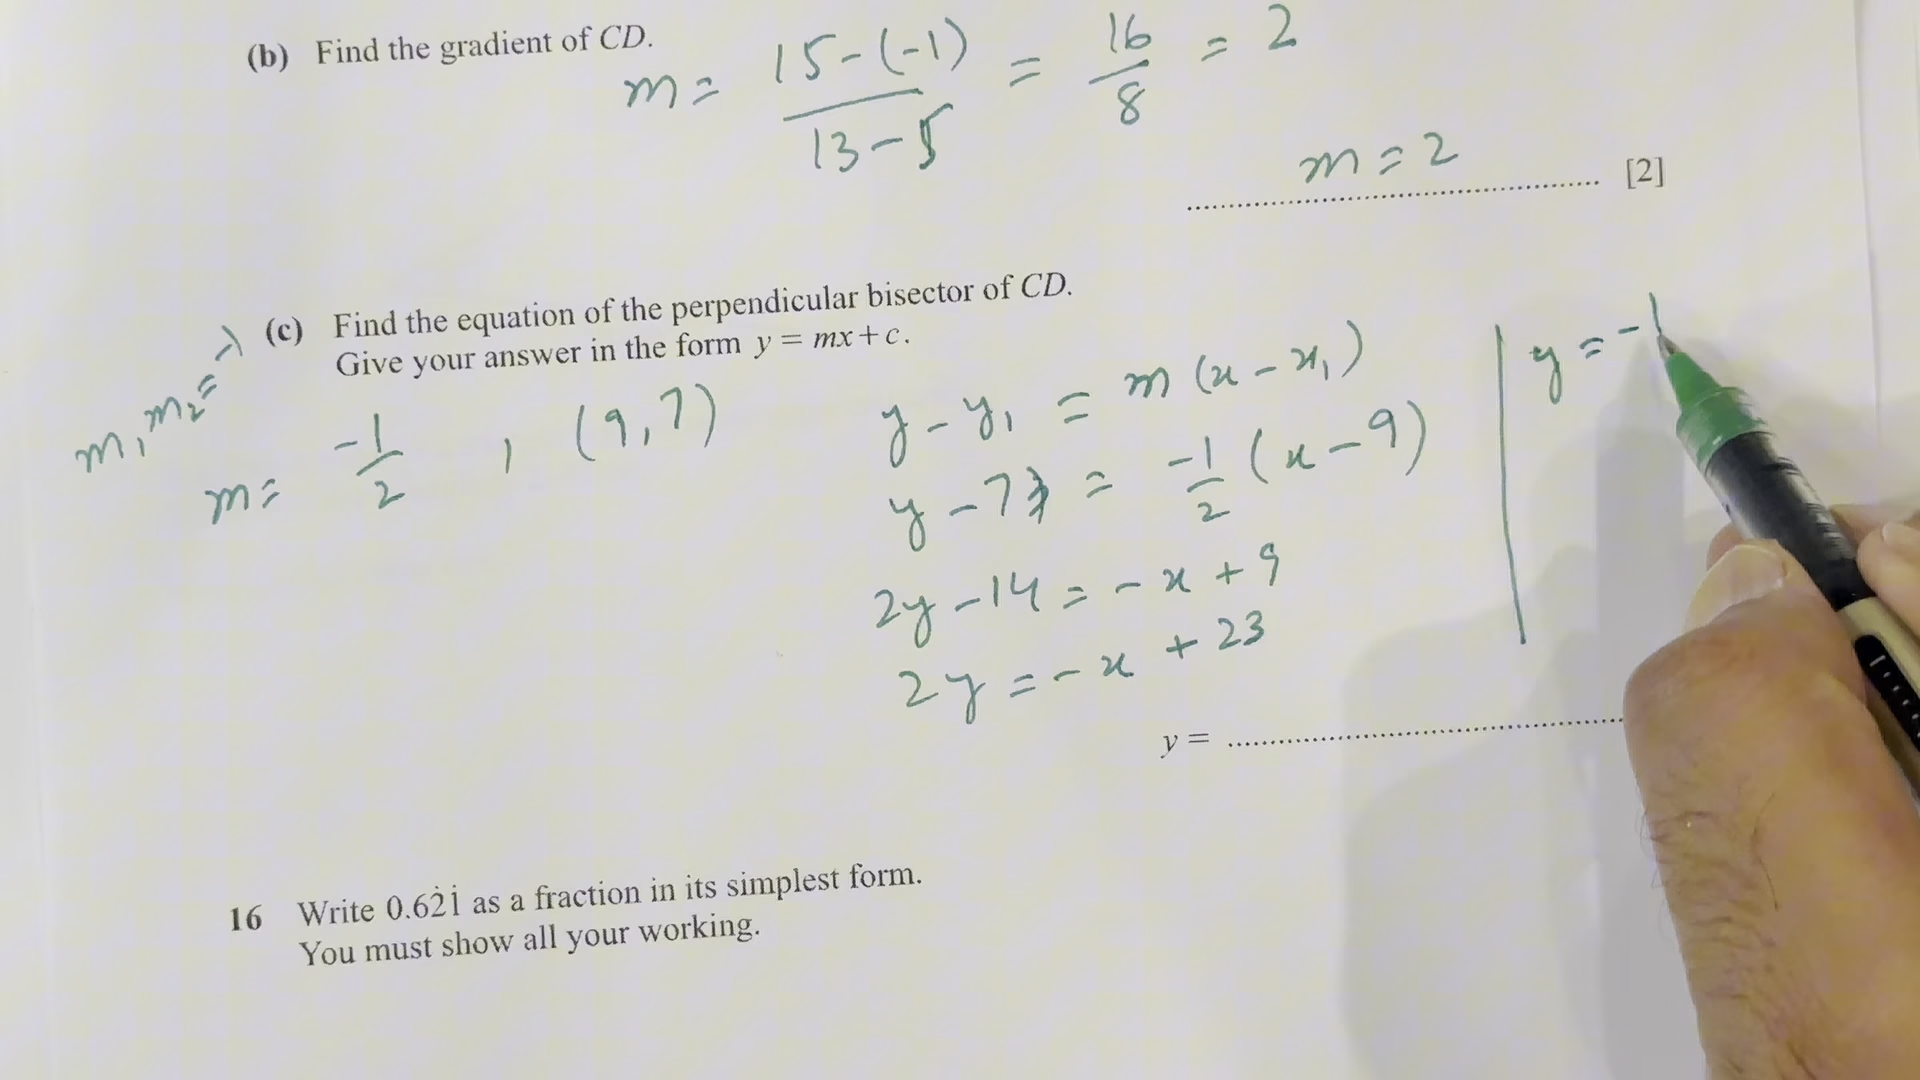 (b) Find the gradient of CD.
m = 15-(-1) / 13-5 = 16/8 = 2
m = 2 [2]
(c) Find the equation of the perpendicular bisector of CD.
Give your answer in the form y = mx + c.
m₁m₂ = -1
m = -1/2 , (9,7)
y - y₁ = m (x - x₁)
y - 7 = -1/2 (x - 9)
2y - 14 = - x + 9
2y = - x + 23
y = -1
y =
16 Write 0.62̇1̇ as a fraction in its simplest form.
You must show all your working.